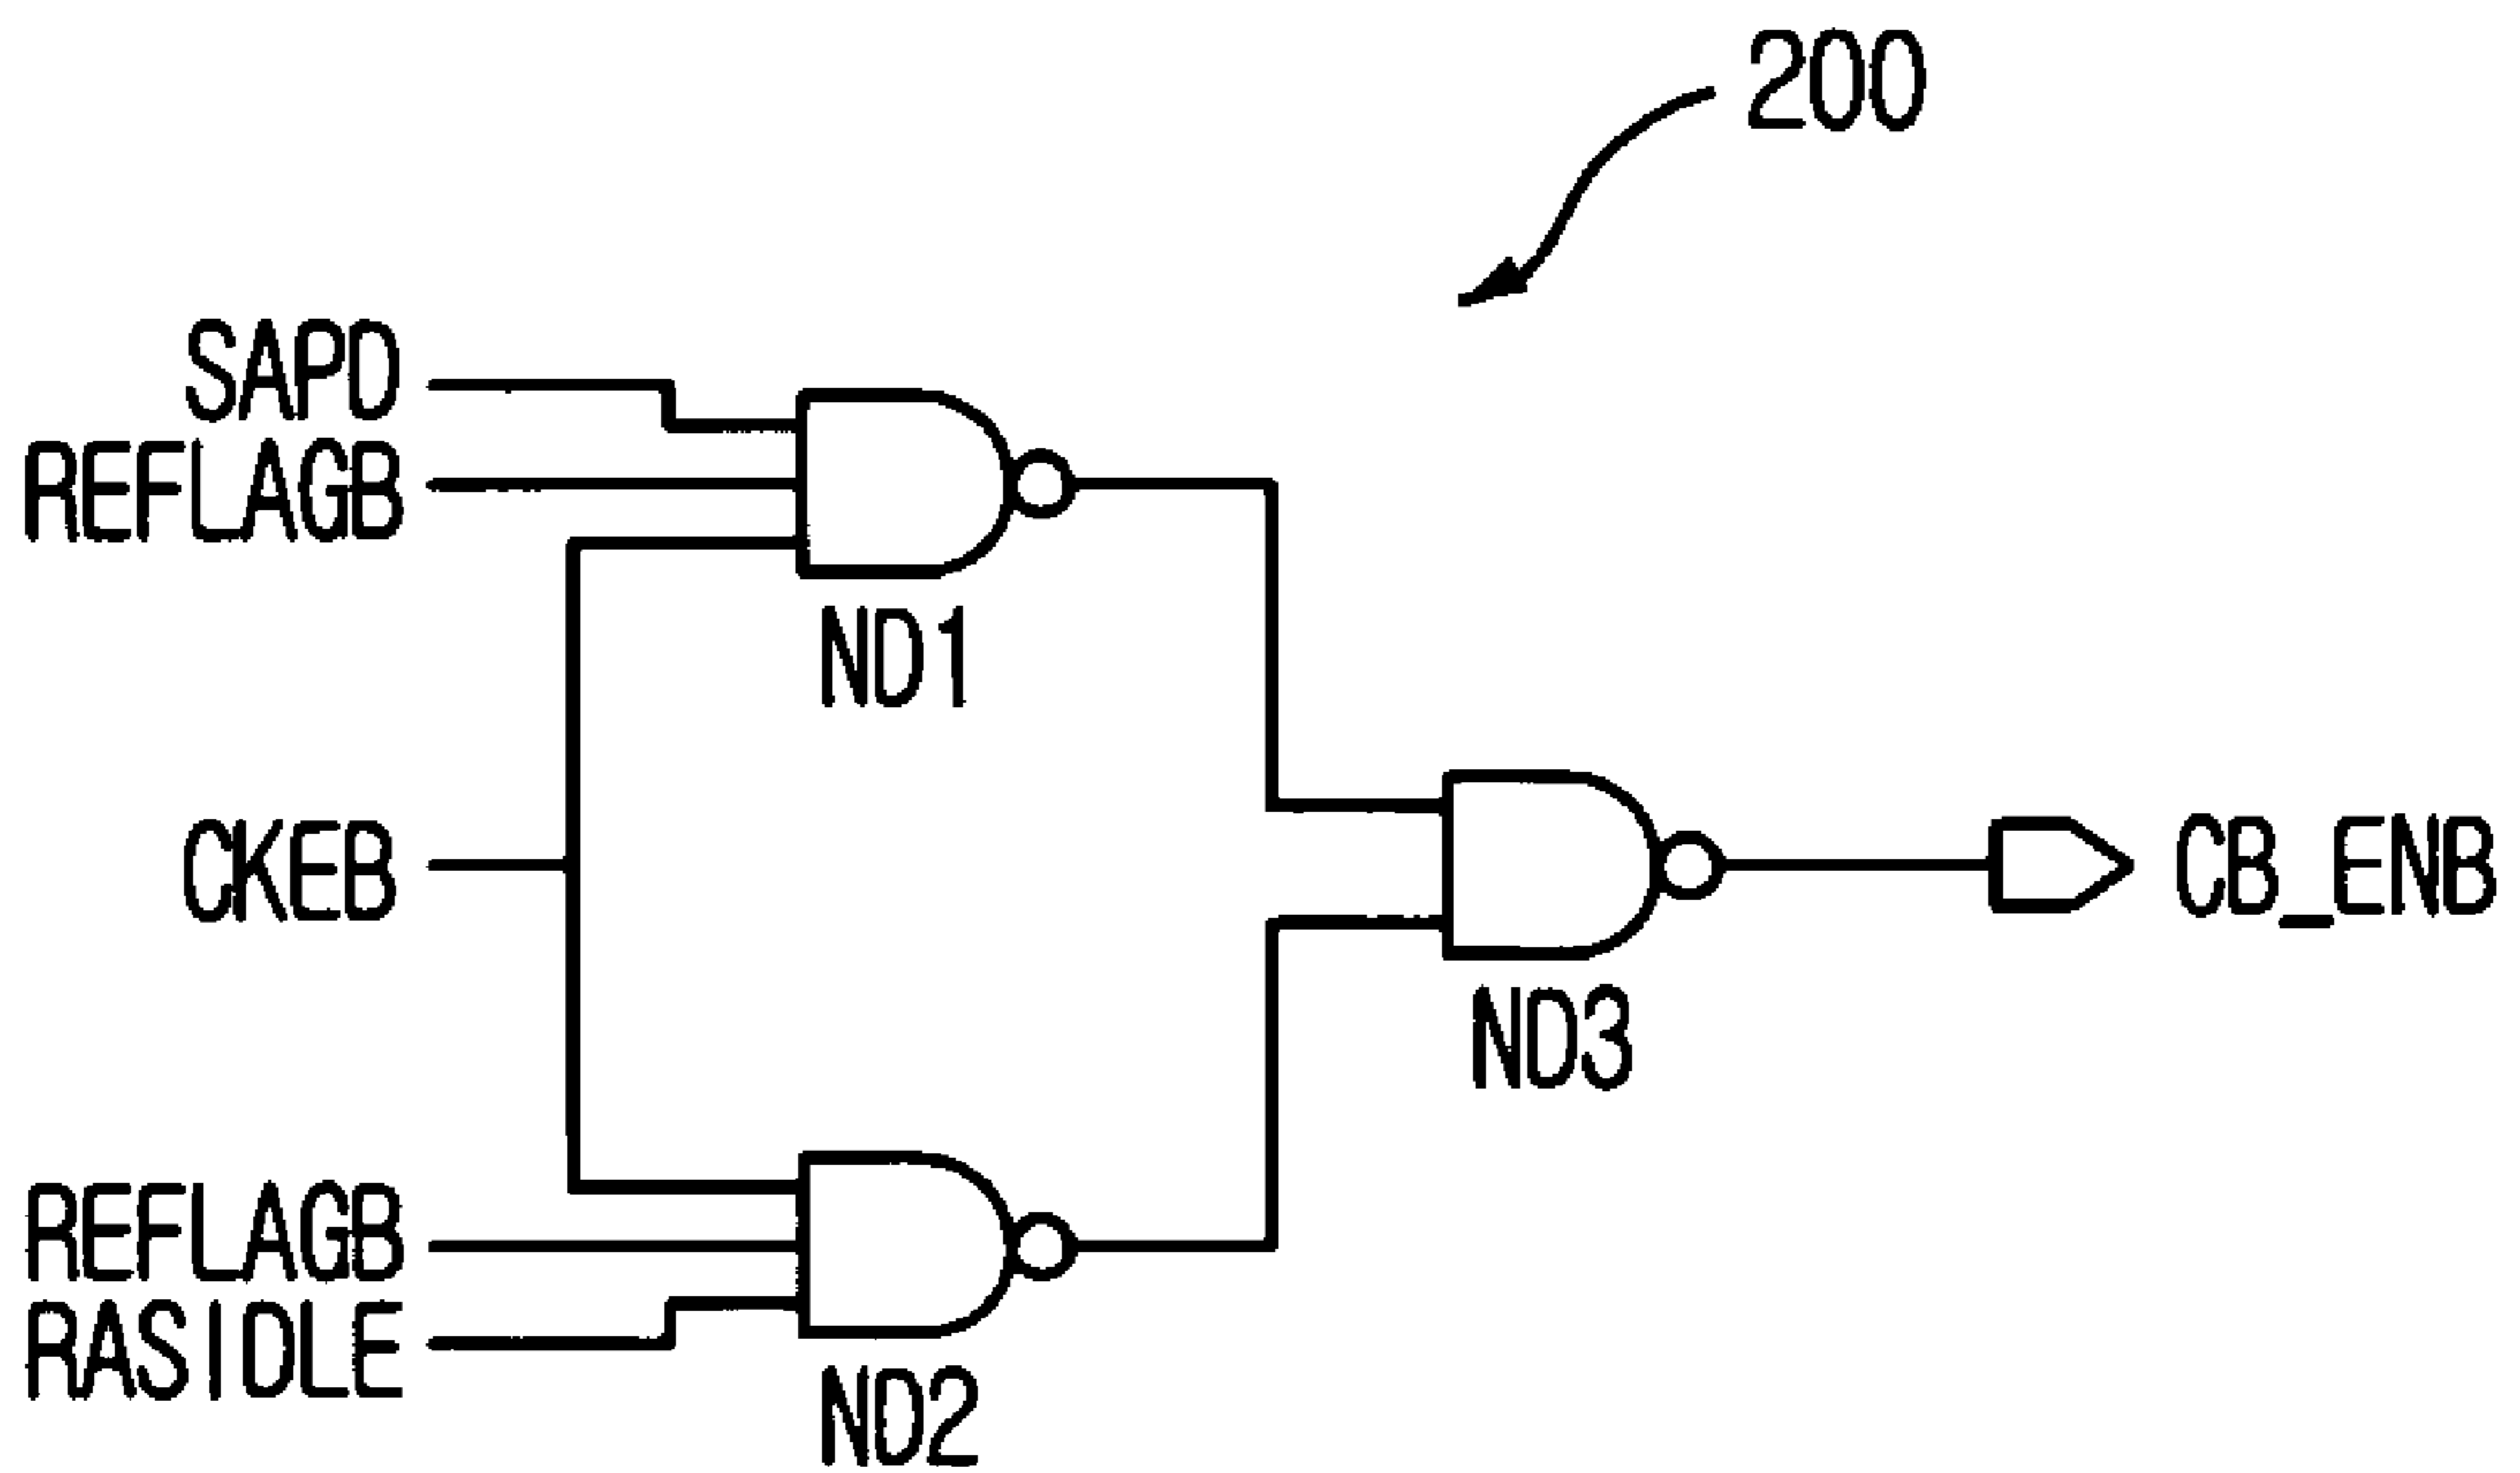 200
SAPD
REFLAGB
ND1
CKEB
CB_ENB
ND3
REFLAGB
RASIDLE
ND2